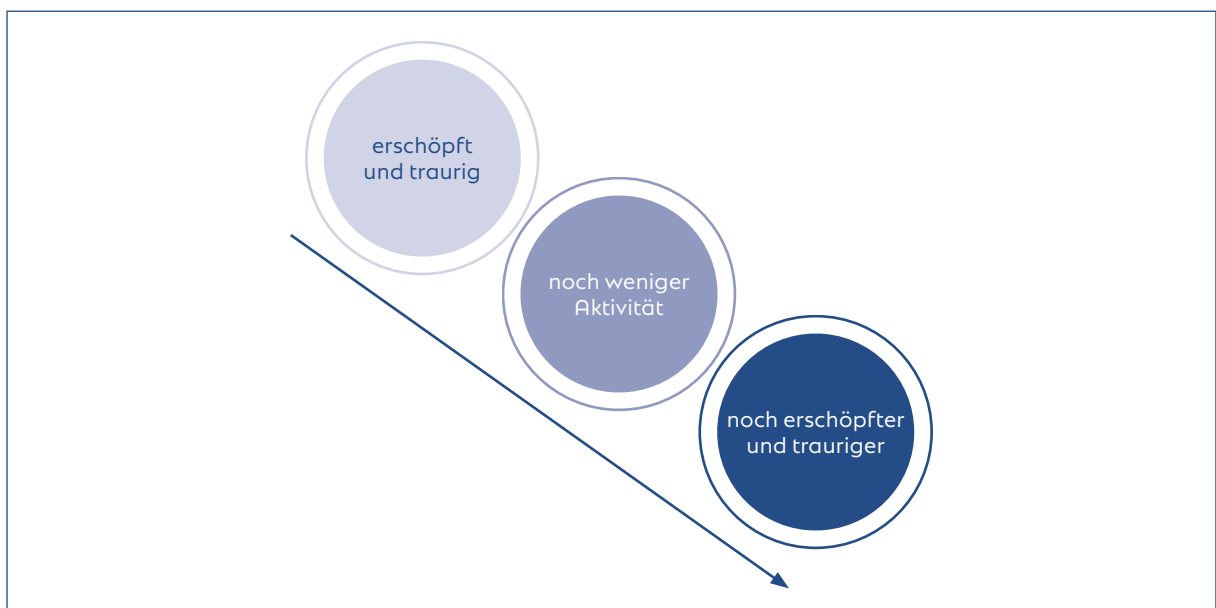 erschöpft
und traurig
noch weniger
Aktivität
noch erschöpfter
und trauriger